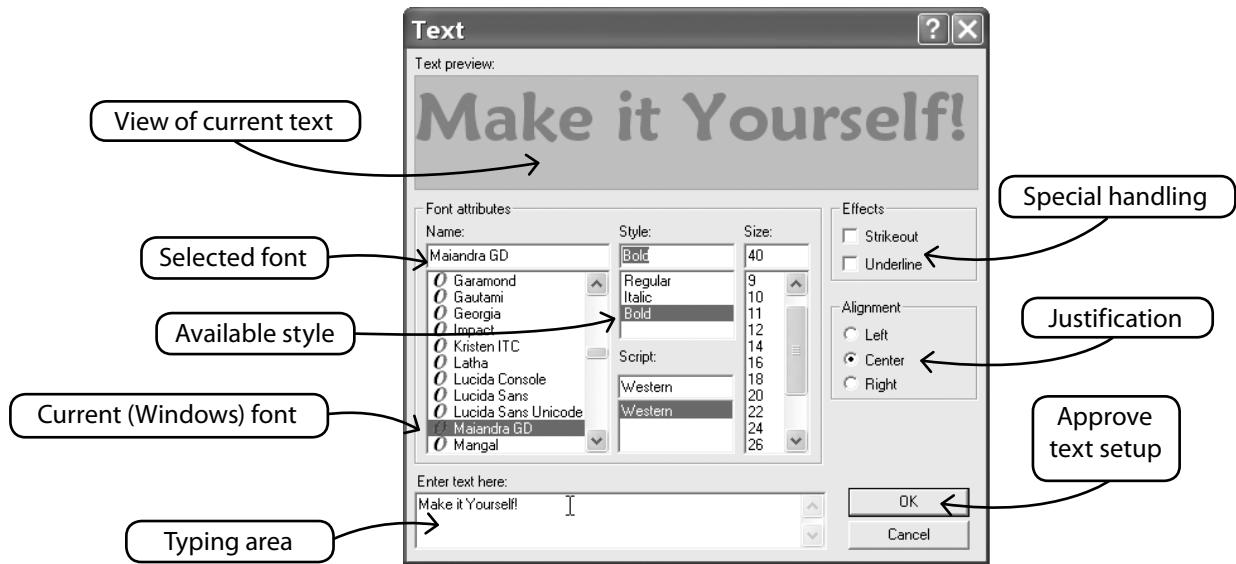 Text
Text preview:
Make it Yourself!
View of current text
Font attributes
Effects
Special handling
Name:
Style:
Size:
Strikeout
Selected font
Maiandra GD
Bold
40
Underline
Garamond
Gautami
Georgia
Impact
Kristen ITC
Latha
Lucida Console
Lucida Sans
Lucida Sans Unicode
Maiandra GD
Mangal
Regular
Italic
Bold
9
10
11
12
14
16
18
20
22
24
26
Available style
Script:
Western
Western
Alignment
Left
Center
Right
Justification
Current (Windows) font
Approve
text setup
Enter text here:
Make it Yourself!
Typing area
OK
Cancel